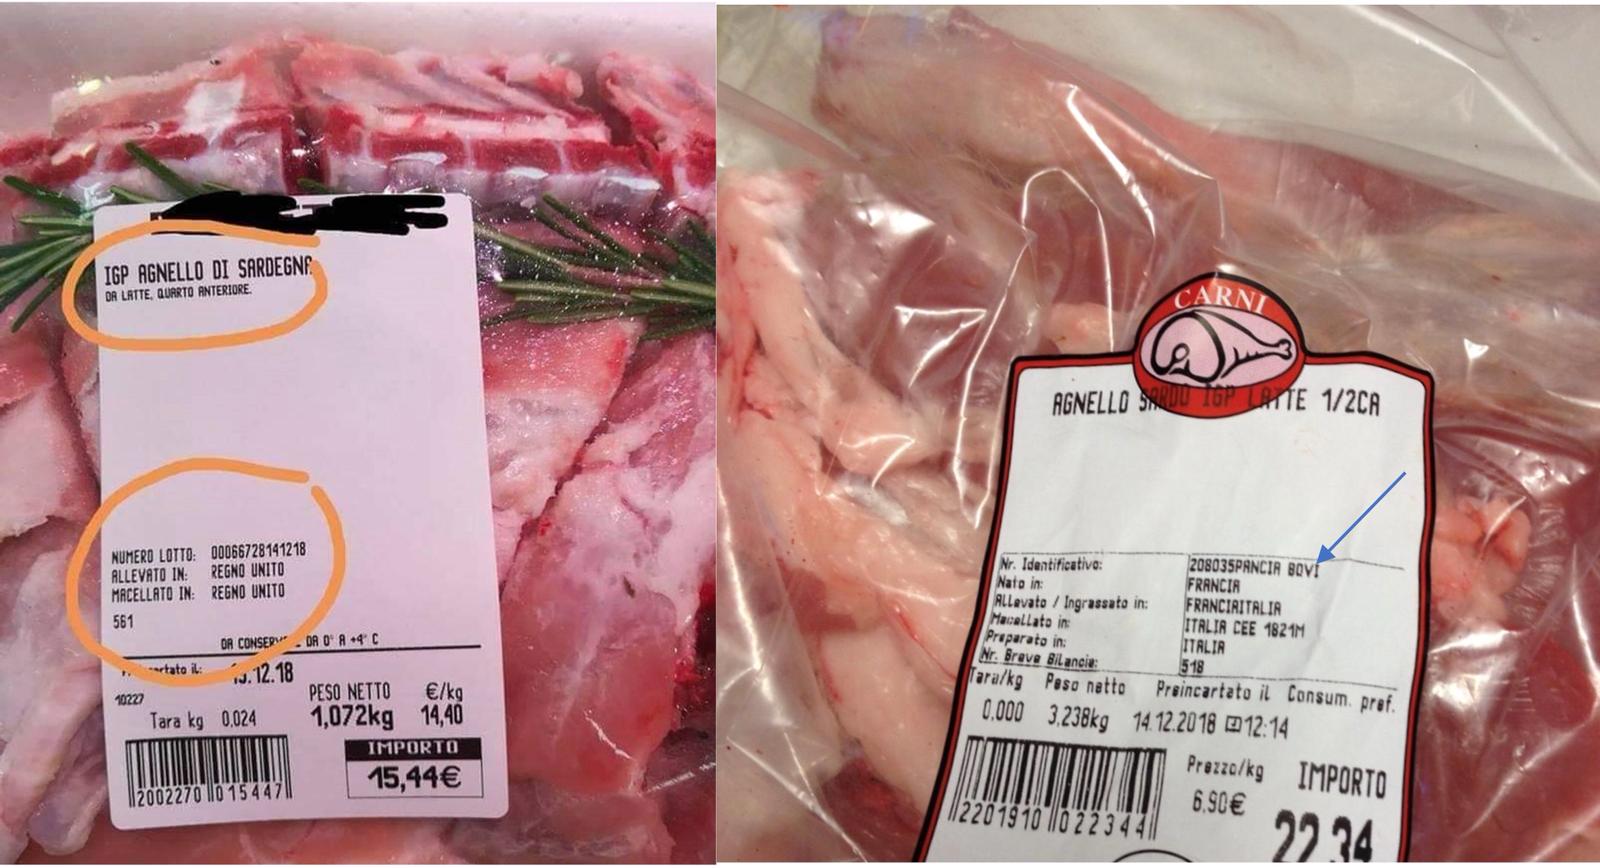 IGP AGNELLO DI SARDEGNA
DA LATTE, QUARTO ANTERIORE.
NUMERO LOTTO: 00066728141218
ALLEVATO IN: REGNO UNITO
MACELLATO IN: REGNO UNITO
561
DA 0° A +4° C
.12.18
40227
PESO NETTO €/kg
Tara kg 0,024 1,072kg 14,40
IMPORTO
15,44€
2002270 015447
CARNI
AGNELLO SARDO IGP LATTE 1/2CA
Nr. Identificativo: 208035PANCIA BOVI
Nato in: FRANCIA
Allevato / Ingrassato in: FRANCIAITALIA
Macellato in: ITALIA CEE 1821M
Preparato in: ITALIA
Nr. Breve Bilancia: 518
Tara/kg Peso netto Preincartato il Consum. pref.
0.000 3.238kg 14.12.2018 12:14
Prezzo/kg IMPORTO
6.90€ 22.34
2201910 022344